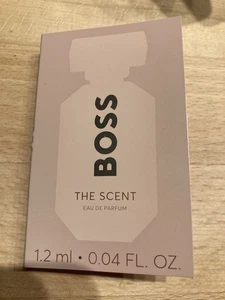 BOSS
THE SCENT
EAU DE PARFUM
1.2 ml • 0.04 FL. OZ.